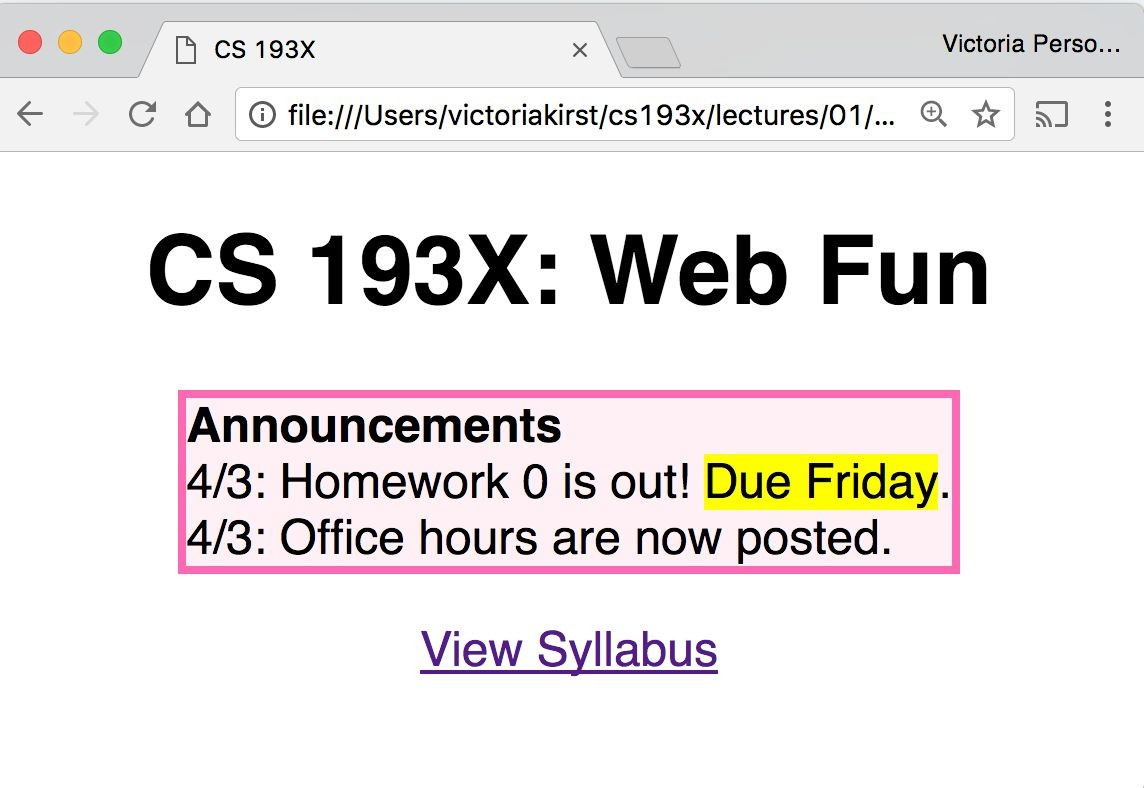 CS 193X
Victoria Perso...
file:///Users/victoriakirst/cs193x/lectures/01/...
CS 193X: Web Fun
Announcements
4/3: Homework 0 is out! Due Friday.
4/3: Office hours are now posted.
View Syllabus